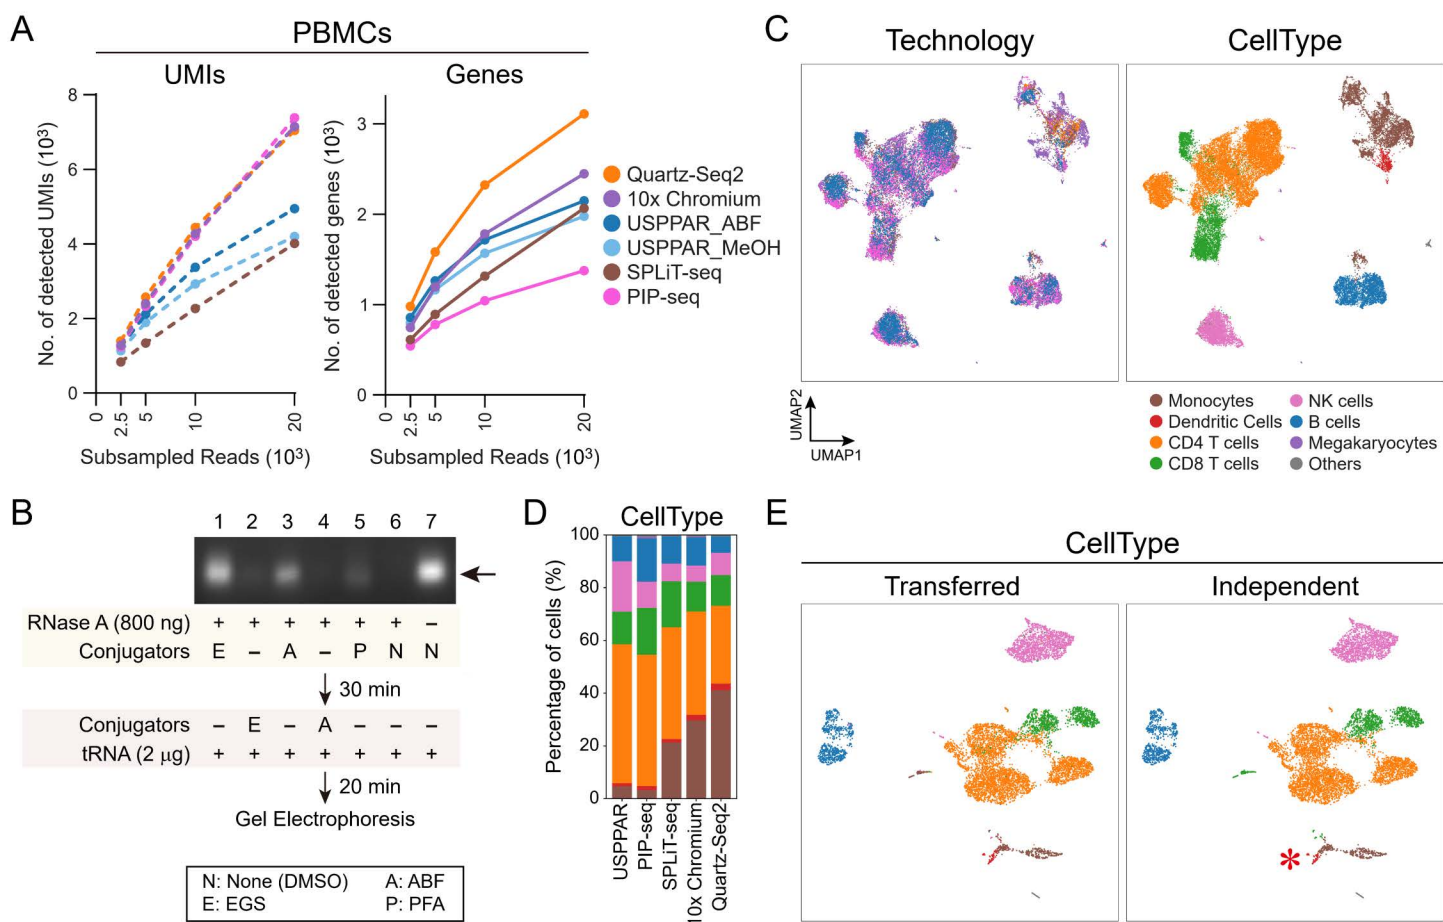 A
PBMCs
UMIs
Genes
No. of detected UMIs (10³)
8
6
4
2
0
0
2.5
5
10
20
Subsampled Reads (10³)
No. of detected genes (10³)
3
2
1
0
0
2.5
5
10
20
Subsampled Reads (10³)
Quartz-Seq2
10x Chromium
USPPAR_ABF
USPPAR_MeOH
SPLiT-seq
PIP-seq
C
Technology
CellType
UMAP2
UMAP1
Monocytes
Dendritic Cells
CD4 T cells
CD8 T cells
NK cells
B cells
Megakaryocytes
Others
B
1 2 3 4 5 6 7
RNase A (800 ng) + + + + + + –
Conjugators E – A – P N N
30 min
Conjugators – E – A – – –
tRNA (2 μg) + + + + + + +
20 min
Gel Electrophoresis
N: None (DMSO) A: ABF
E: EGS P: PFA
D
CellType
Percentage of cells (%)
100
80
60
40
20
0
USPPAR
PIP-seq
SPLiT-seq
10x Chromium
Quartz-Seq2
E
CellType
Transferred
Independent
*